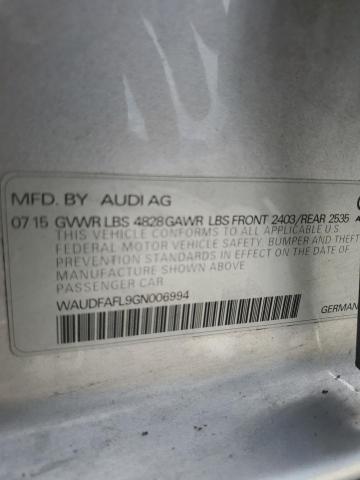 MFD. BY AUDI AG
07 15 GVWR LBS 4828 GAWR LBS FRONT 2403/REAR 2535
THIS VEHICLE CONFORMS TO ALL APPLICABLE U.S
FEDERAL MOTOR VEHICLE SAFETY, BUMPER AND THEFT
PREVENTION STANDARDS IN EFFECT ON THE DATE O
MANUFACTURE SHOWN ABOVE
PASSENGER CAR
WAUDFAFL9GN006994
GERMAN